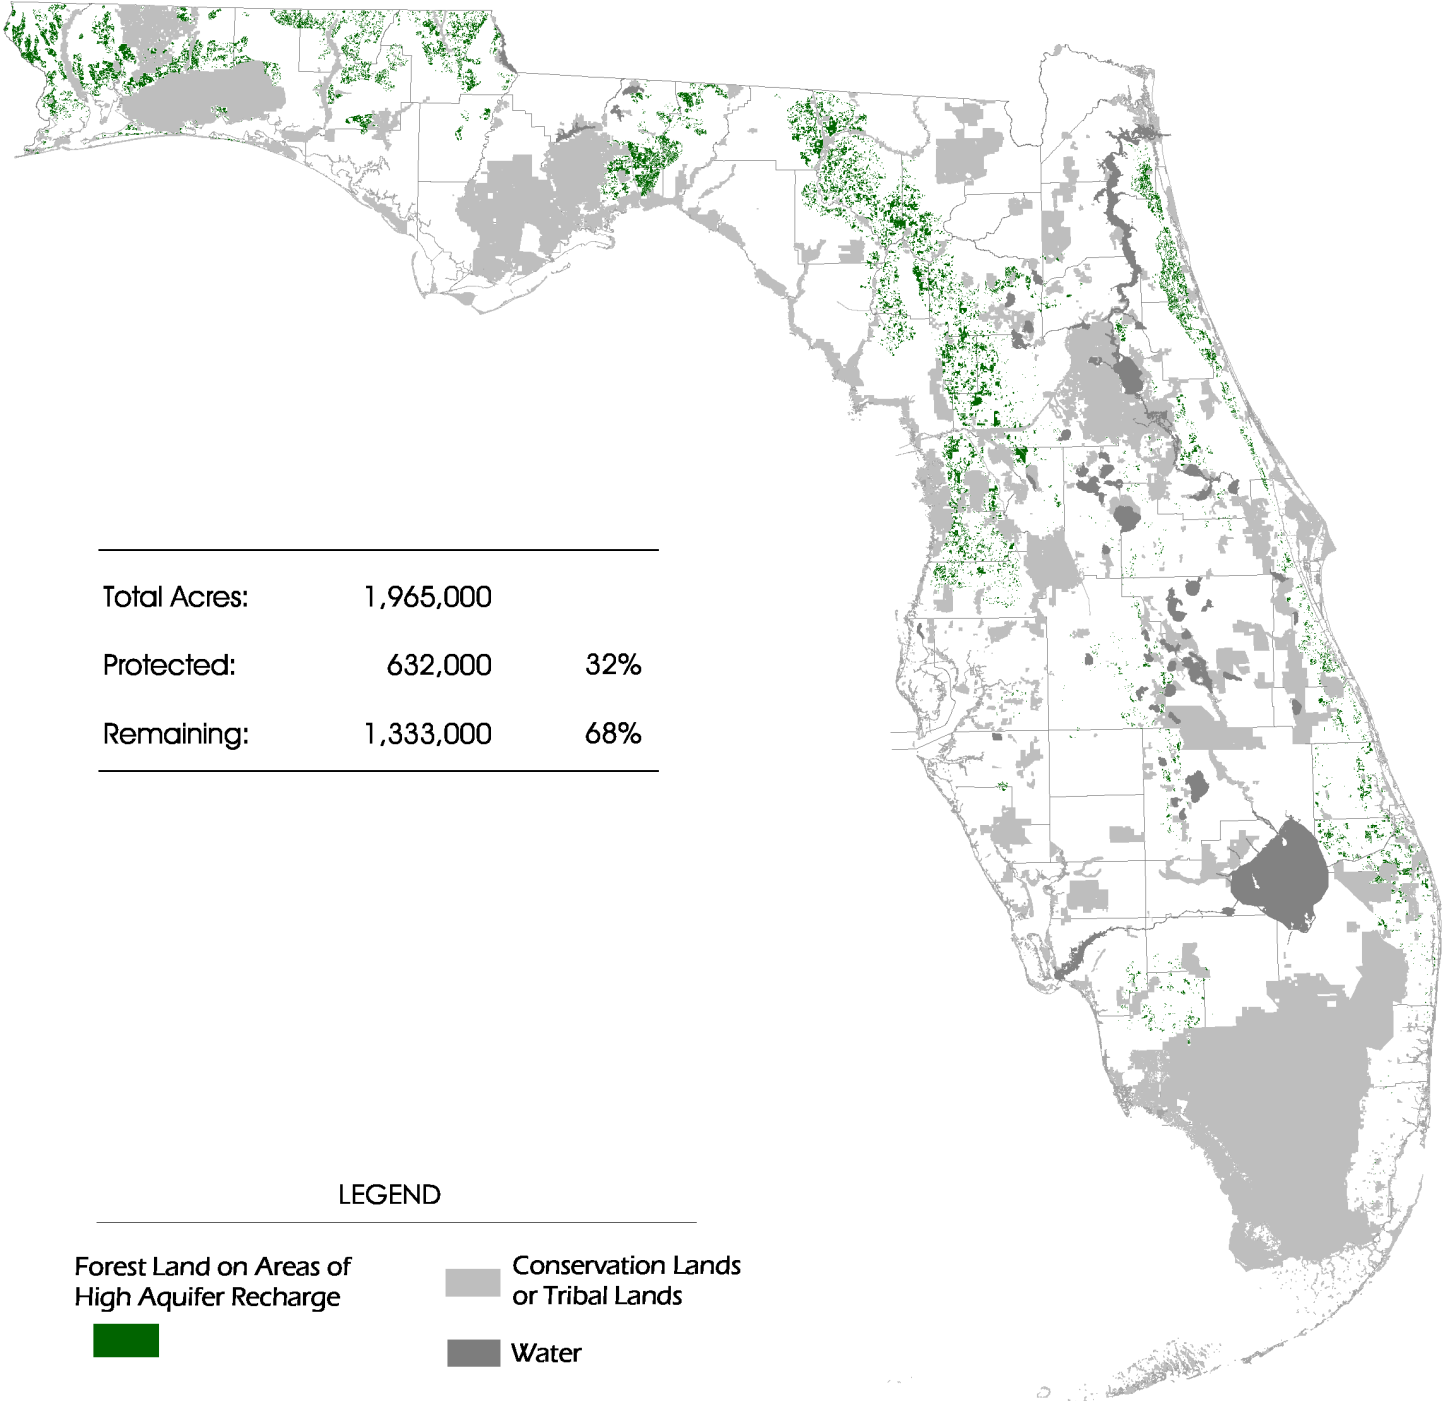 Total Acres: 1,965,000
Protected: 632,000 32%
Remaining: 1,333,000 68%
LEGEND
Forest Land on Areas of
High Aquifer Recharge
Conservation Lands
or Tribal Lands
Water